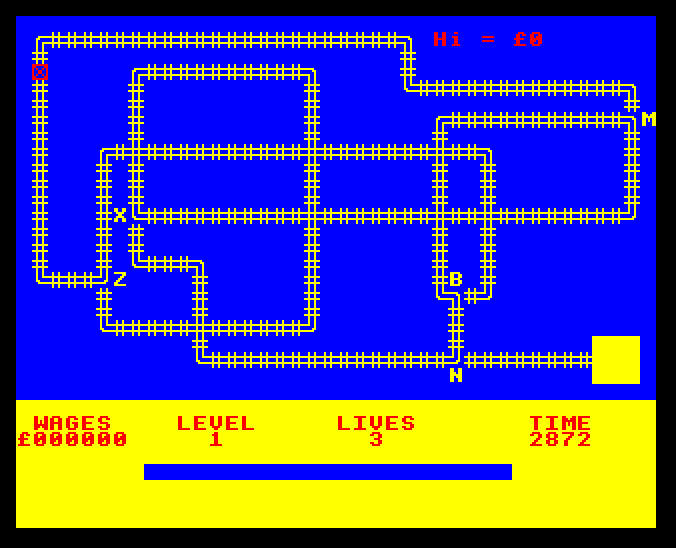 Hi = £0
M
X
Z B
N
WAGES LEVEL LIVES TIME
£000000 1 3 2872